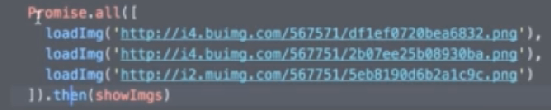 Promise.all([
loadImg('http://i4.buimg.com/567571/df1ef0720bea6832.png'),
loadImg('http://i4.buimg.com/567751/2b07ee25b08930ba.png'),
loadImg('http://i2.muimg.com/567751/5eb8190d6b2a1c9c.png')
]).then(showImgs)